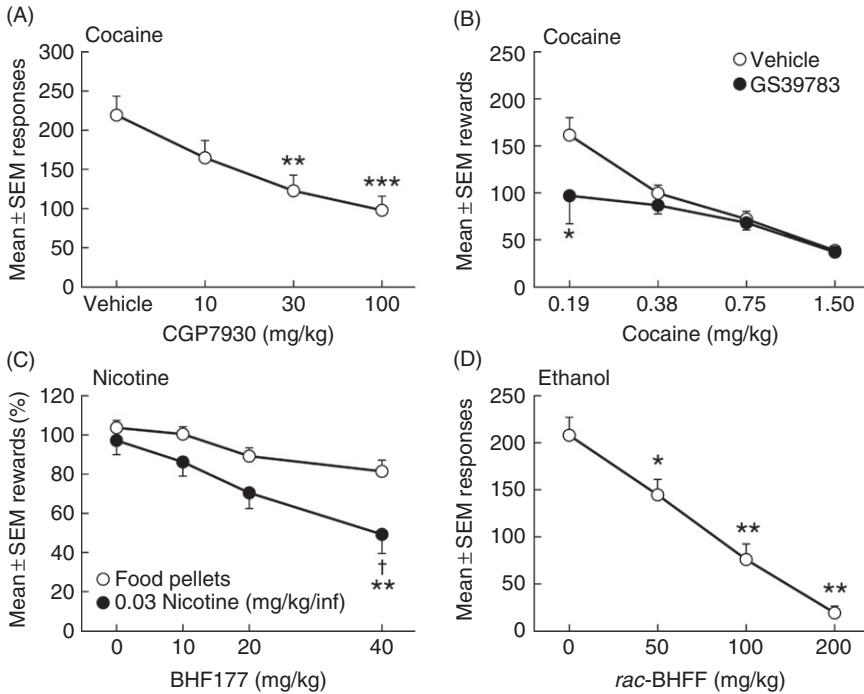 (A)
Cocaine
Mean ± SEM responses
300
250
200
150
100
50
0
**
***
Vehicle 10 30 100
CGP7930 (mg/kg)
(B)
Cocaine
Mean ± SEM rewards
250
200
150
100
50
0
Vehicle
GS39783
*
0.19 0.38 0.75 1.50
Cocaine (mg/kg)
(C)
Nicotine
Mean ± SEM rewards (%)
120
100
80
60
40
20
0
†
**
Food pellets
0.03 Nicotine (mg/kg/inf)
0 10 20 40
BHF177 (mg/kg)
(D)
Ethanol
Mean ± SEM responses
250
200
150
100
50
0
*
**
**
0 50 100 200
rac-BHFF (mg/kg)